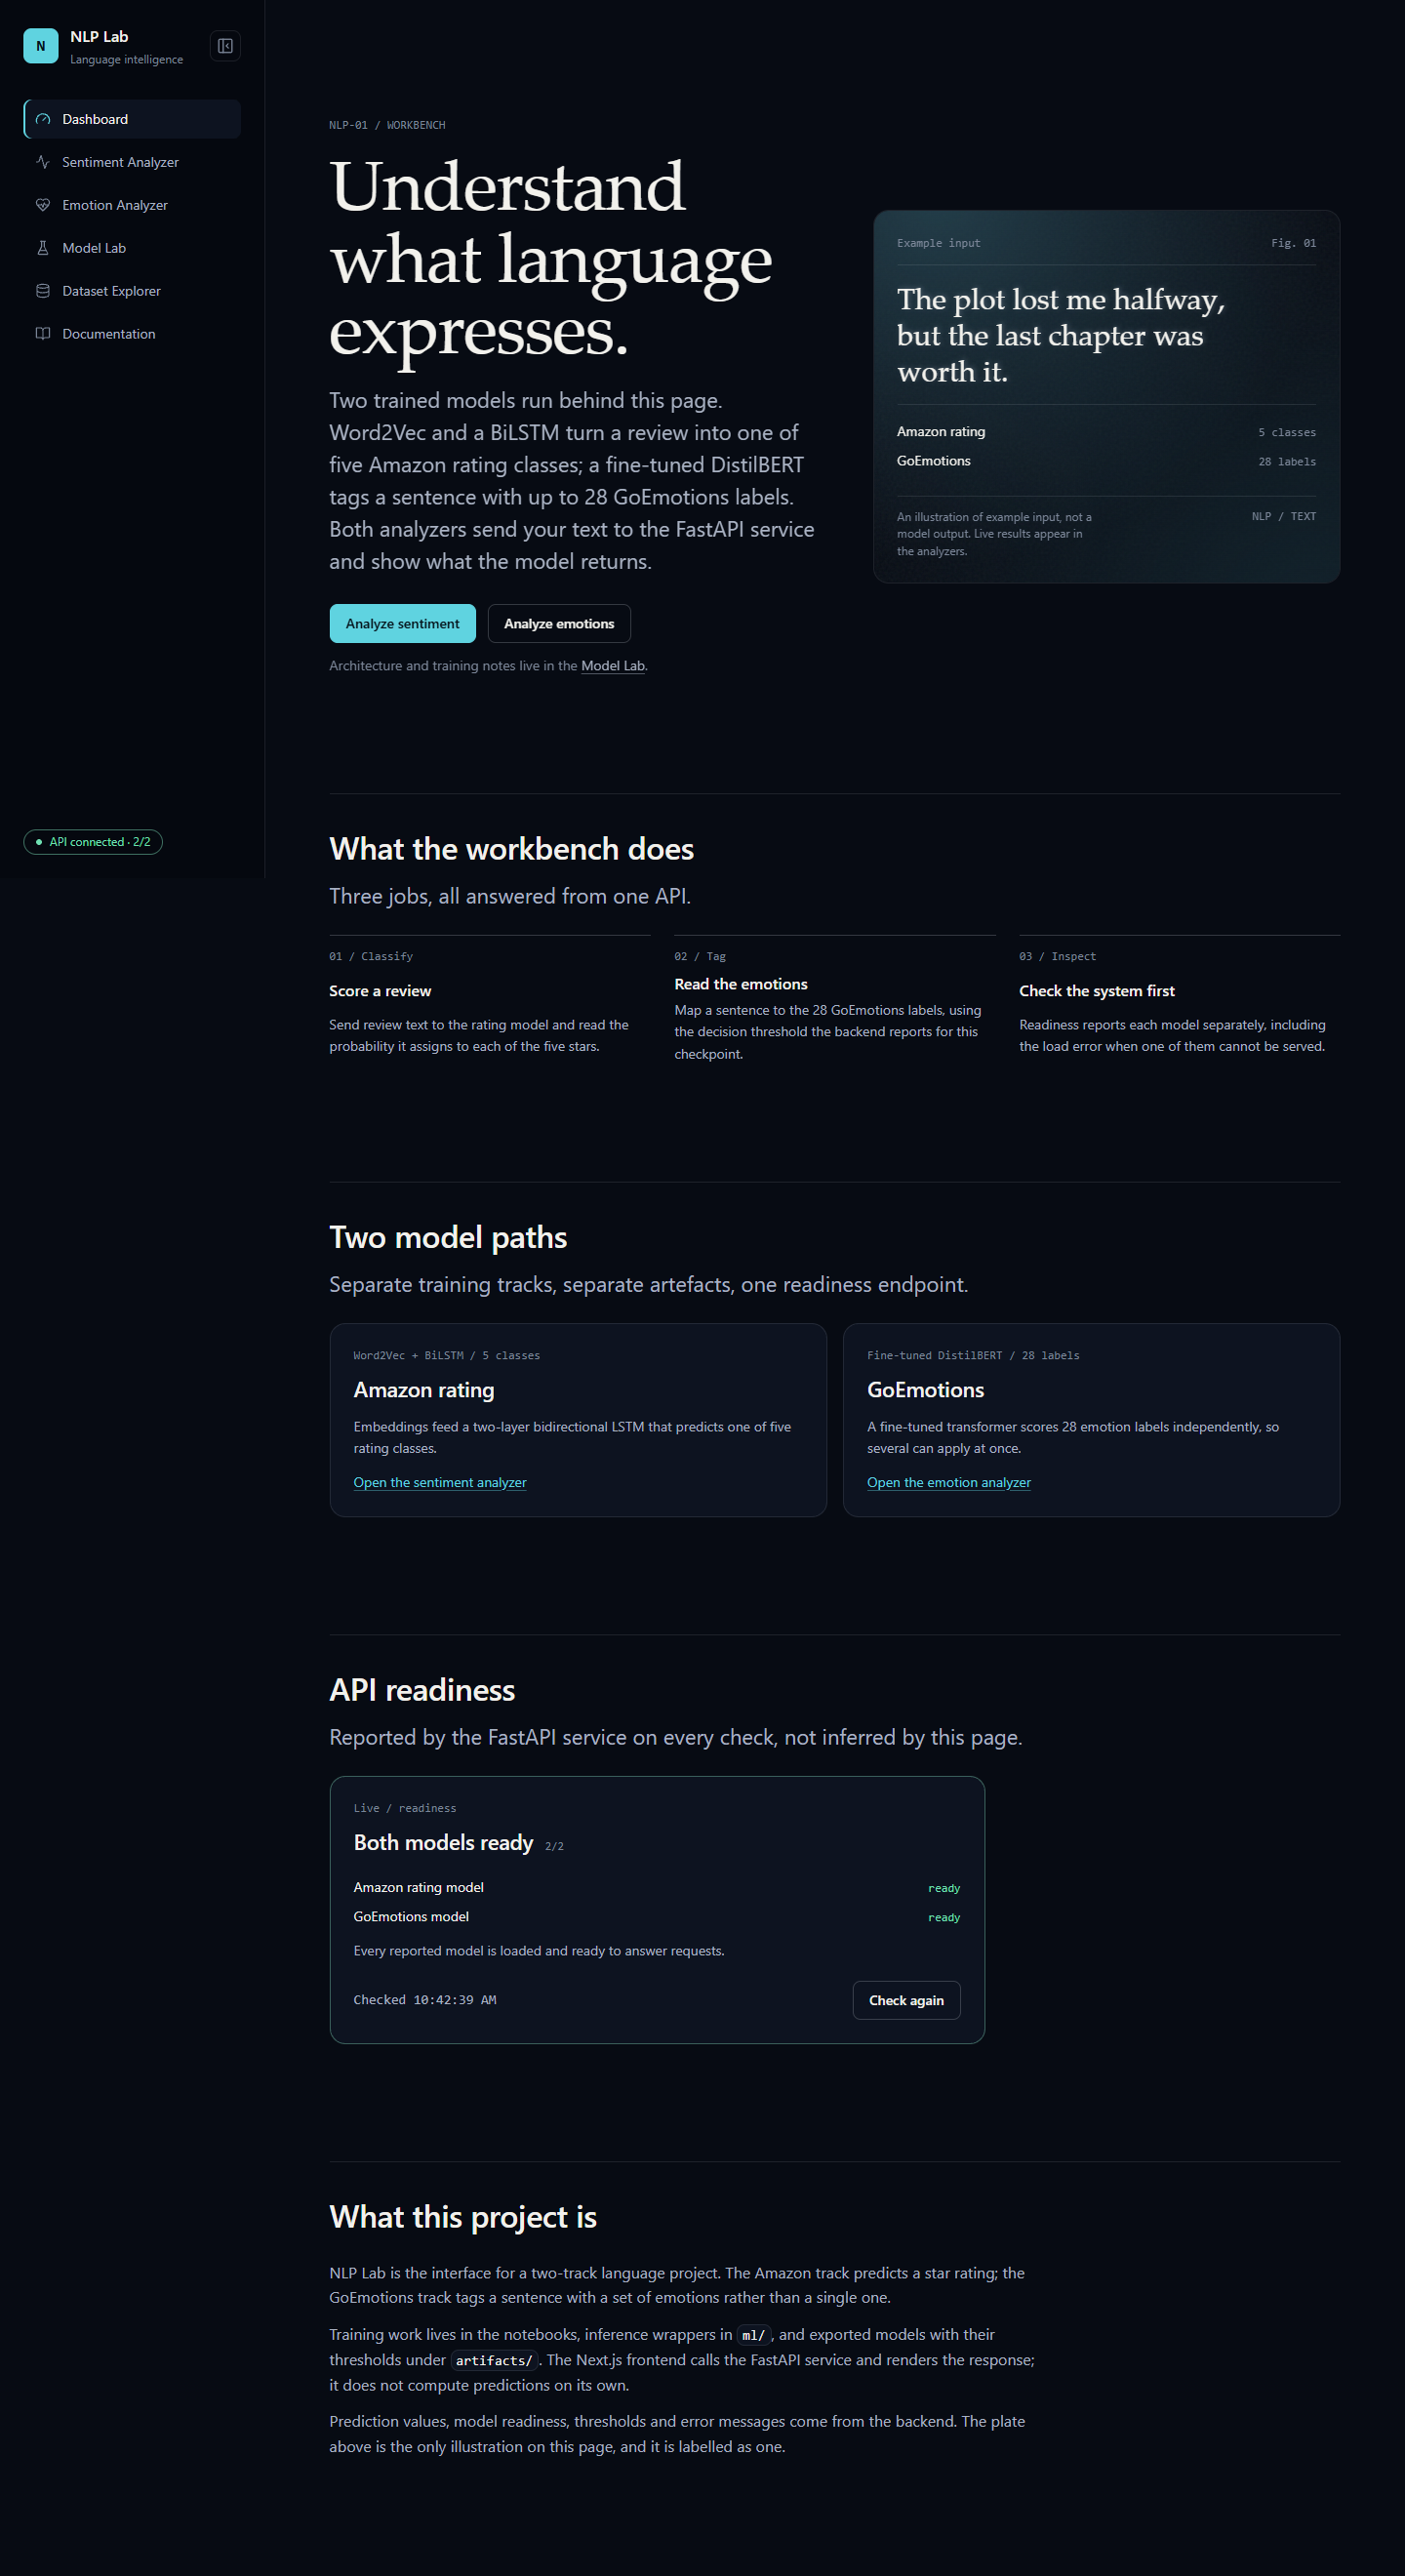 N
NLP Lab
Language intelligence
Dashboard
Sentiment Analyzer
Emotion Analyzer
Model Lab
Dataset Explorer
Documentation
API connected · 2/2
NLP-01 / WORKBENCH
Understand
what language
expresses.
Two trained models run behind this page.
Word2Vec and a BiLSTM turn a review into one of
five Amazon rating classes; a fine-tuned DistilBERT
tags a sentence with up to 28 GoEmotions labels.
Both analyzers send your text to the FastAPI service
and show what the model returns.
Analyze sentiment
Analyze emotions
Architecture and training notes live in the Model Lab.
Example input
Fig. 01
The plot lost me halfway,
but the last chapter was
worth it.
Amazon rating
5 classes
GoEmotions
28 labels
An illustration of example input, not a
model output. Live results appear in
the analyzers.
NLP / TEXT
What the workbench does
Three jobs, all answered from one API.
01 / Classify
Score a review
Send review text to the rating model and read the
probability it assigns to each of the five stars.
02 / Tag
Read the emotions
Map a sentence to the 28 GoEmotions labels, using
the decision threshold the backend reports for this
checkpoint.
03 / Inspect
Check the system first
Readiness reports each model separately, including
the load error when one of them cannot be served.
Two model paths
Separate training tracks, separate artefacts, one readiness endpoint.
Word2Vec + BiLSTM / 5 classes
Amazon rating
Embeddings feed a two-layer bidirectional LSTM that predicts one of five
rating classes.
Open the sentiment analyzer
Fine-tuned DistilBERT / 28 labels
GoEmotions
A fine-tuned transformer scores 28 emotion labels independently, so
several can apply at once.
Open the emotion analyzer
API readiness
Reported by the FastAPI service on every check, not inferred by this page.
Live / readiness
Both models ready 2/2
Amazon rating model
ready
GoEmotions model
ready
Every reported model is loaded and ready to answer requests.
Checked 10:42:39 AM
Check again
What this project is
NLP Lab is the interface for a two-track language project. The Amazon track predicts a star rating; the
GoEmotions track tags a sentence with a set of emotions rather than a single one.
Training work lives in the notebooks, inference wrappers in ml/, and exported models with their
thresholds under artifacts/. The Next.js frontend calls the FastAPI service and renders the response;
it does not compute predictions on its own.
Prediction values, model readiness, thresholds and error messages come from the backend. The plate
above is the only illustration on this page, and it is labelled as one.